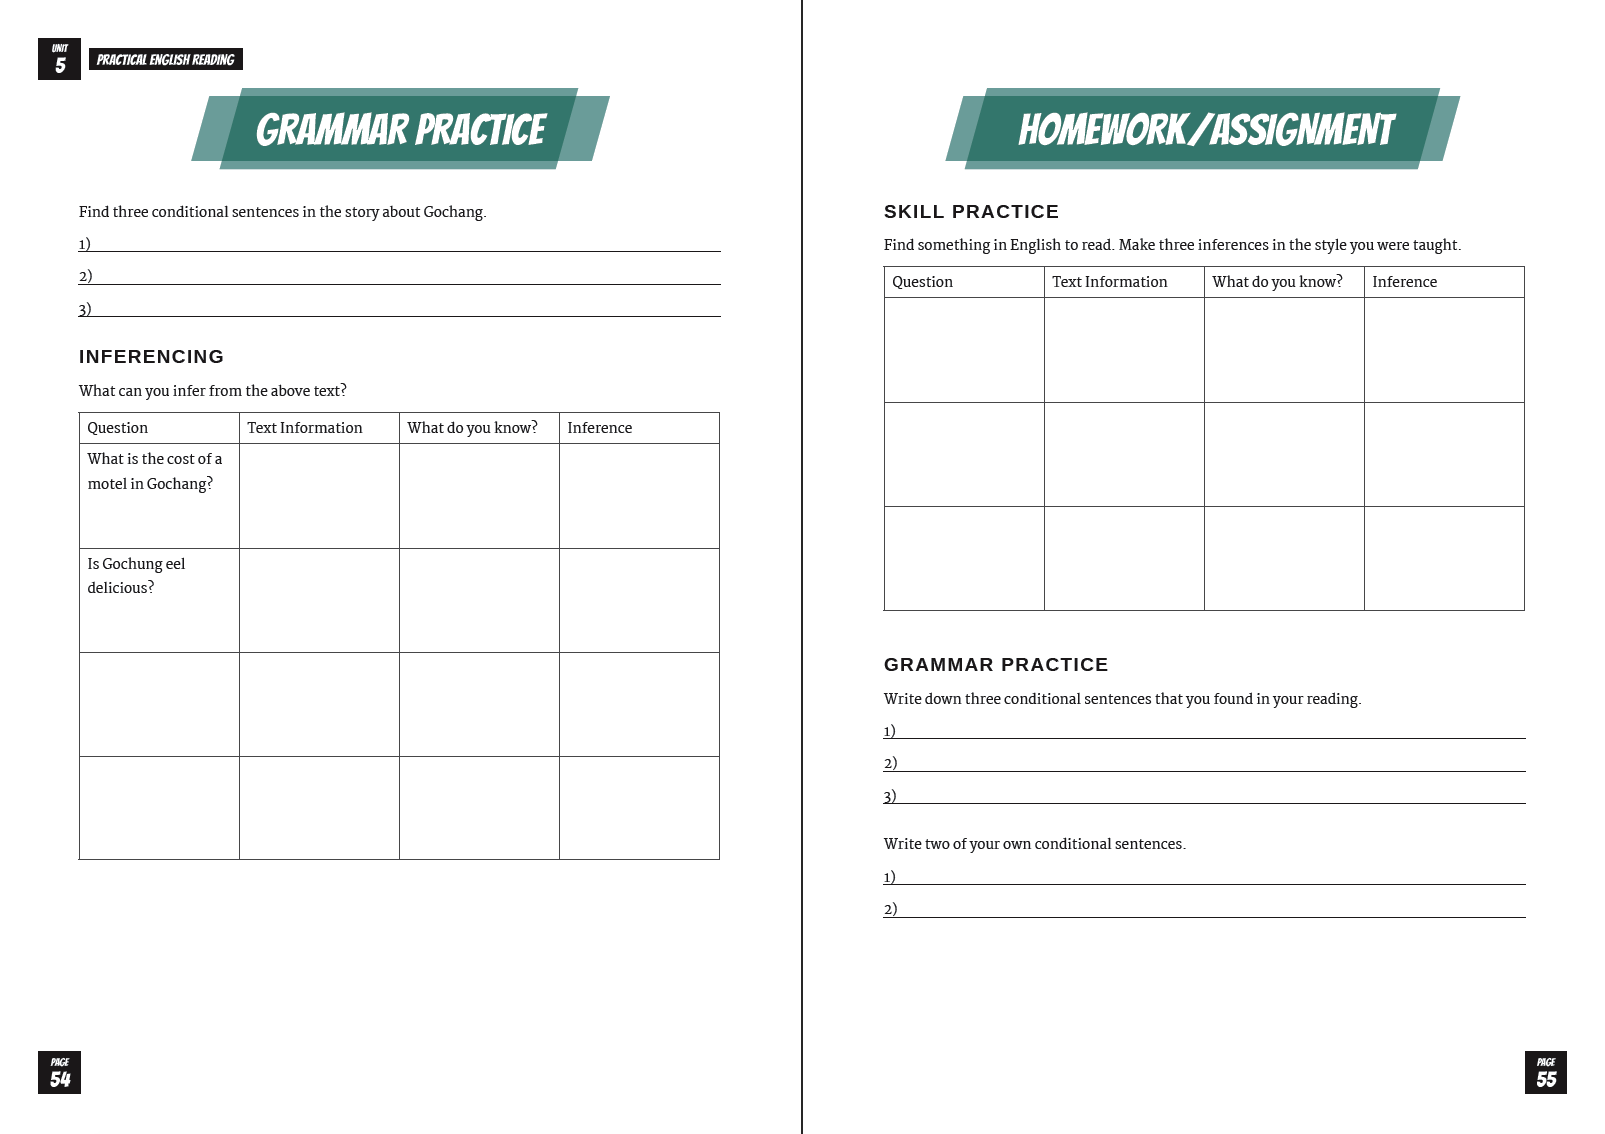 UNIT
5
PRACTICAL ENGLISH READING
GRAMMAR PRACTICE
Find three conditional sentences in the story about Gochang.
1)
2)
3)
INFERENCING
What can you infer from the above text?
Question Text Information What do you know? Inference
What is the cost of a
motel in Gochang?
Is Gochung eel
delicious?
PAGE
54
HOMEWORK/ASSIGNMENT
SKILL PRACTICE
Find something in English to read. Make three inferences in the style you were taught.
Question Text Information What do you know? Inference
GRAMMAR PRACTICE
Write down three conditional sentences that you found in your reading.
1)
2)
3)
Write two of your own conditional sentences.
1)
2)
PAGE
55